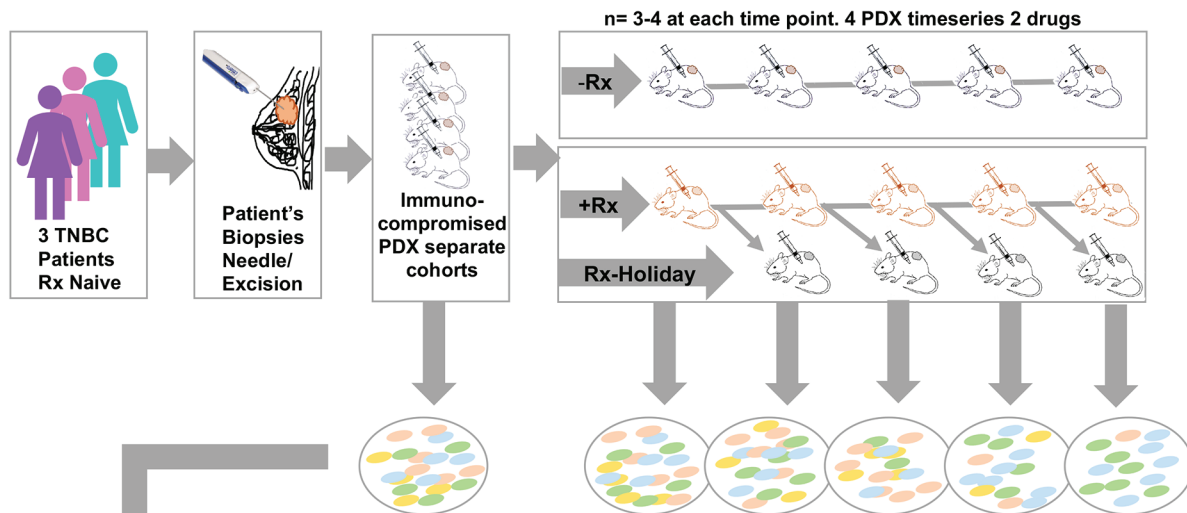 n= 3-4 at each time point. 4 PDX timeseries 2 drugs
3 TNBC
Patients
Rx Naive
Patient's
Biopsies
Needle/
Excision
Immuno-
compromised
PDX separate
cohorts
-Rx
+Rx
Rx-Holiday